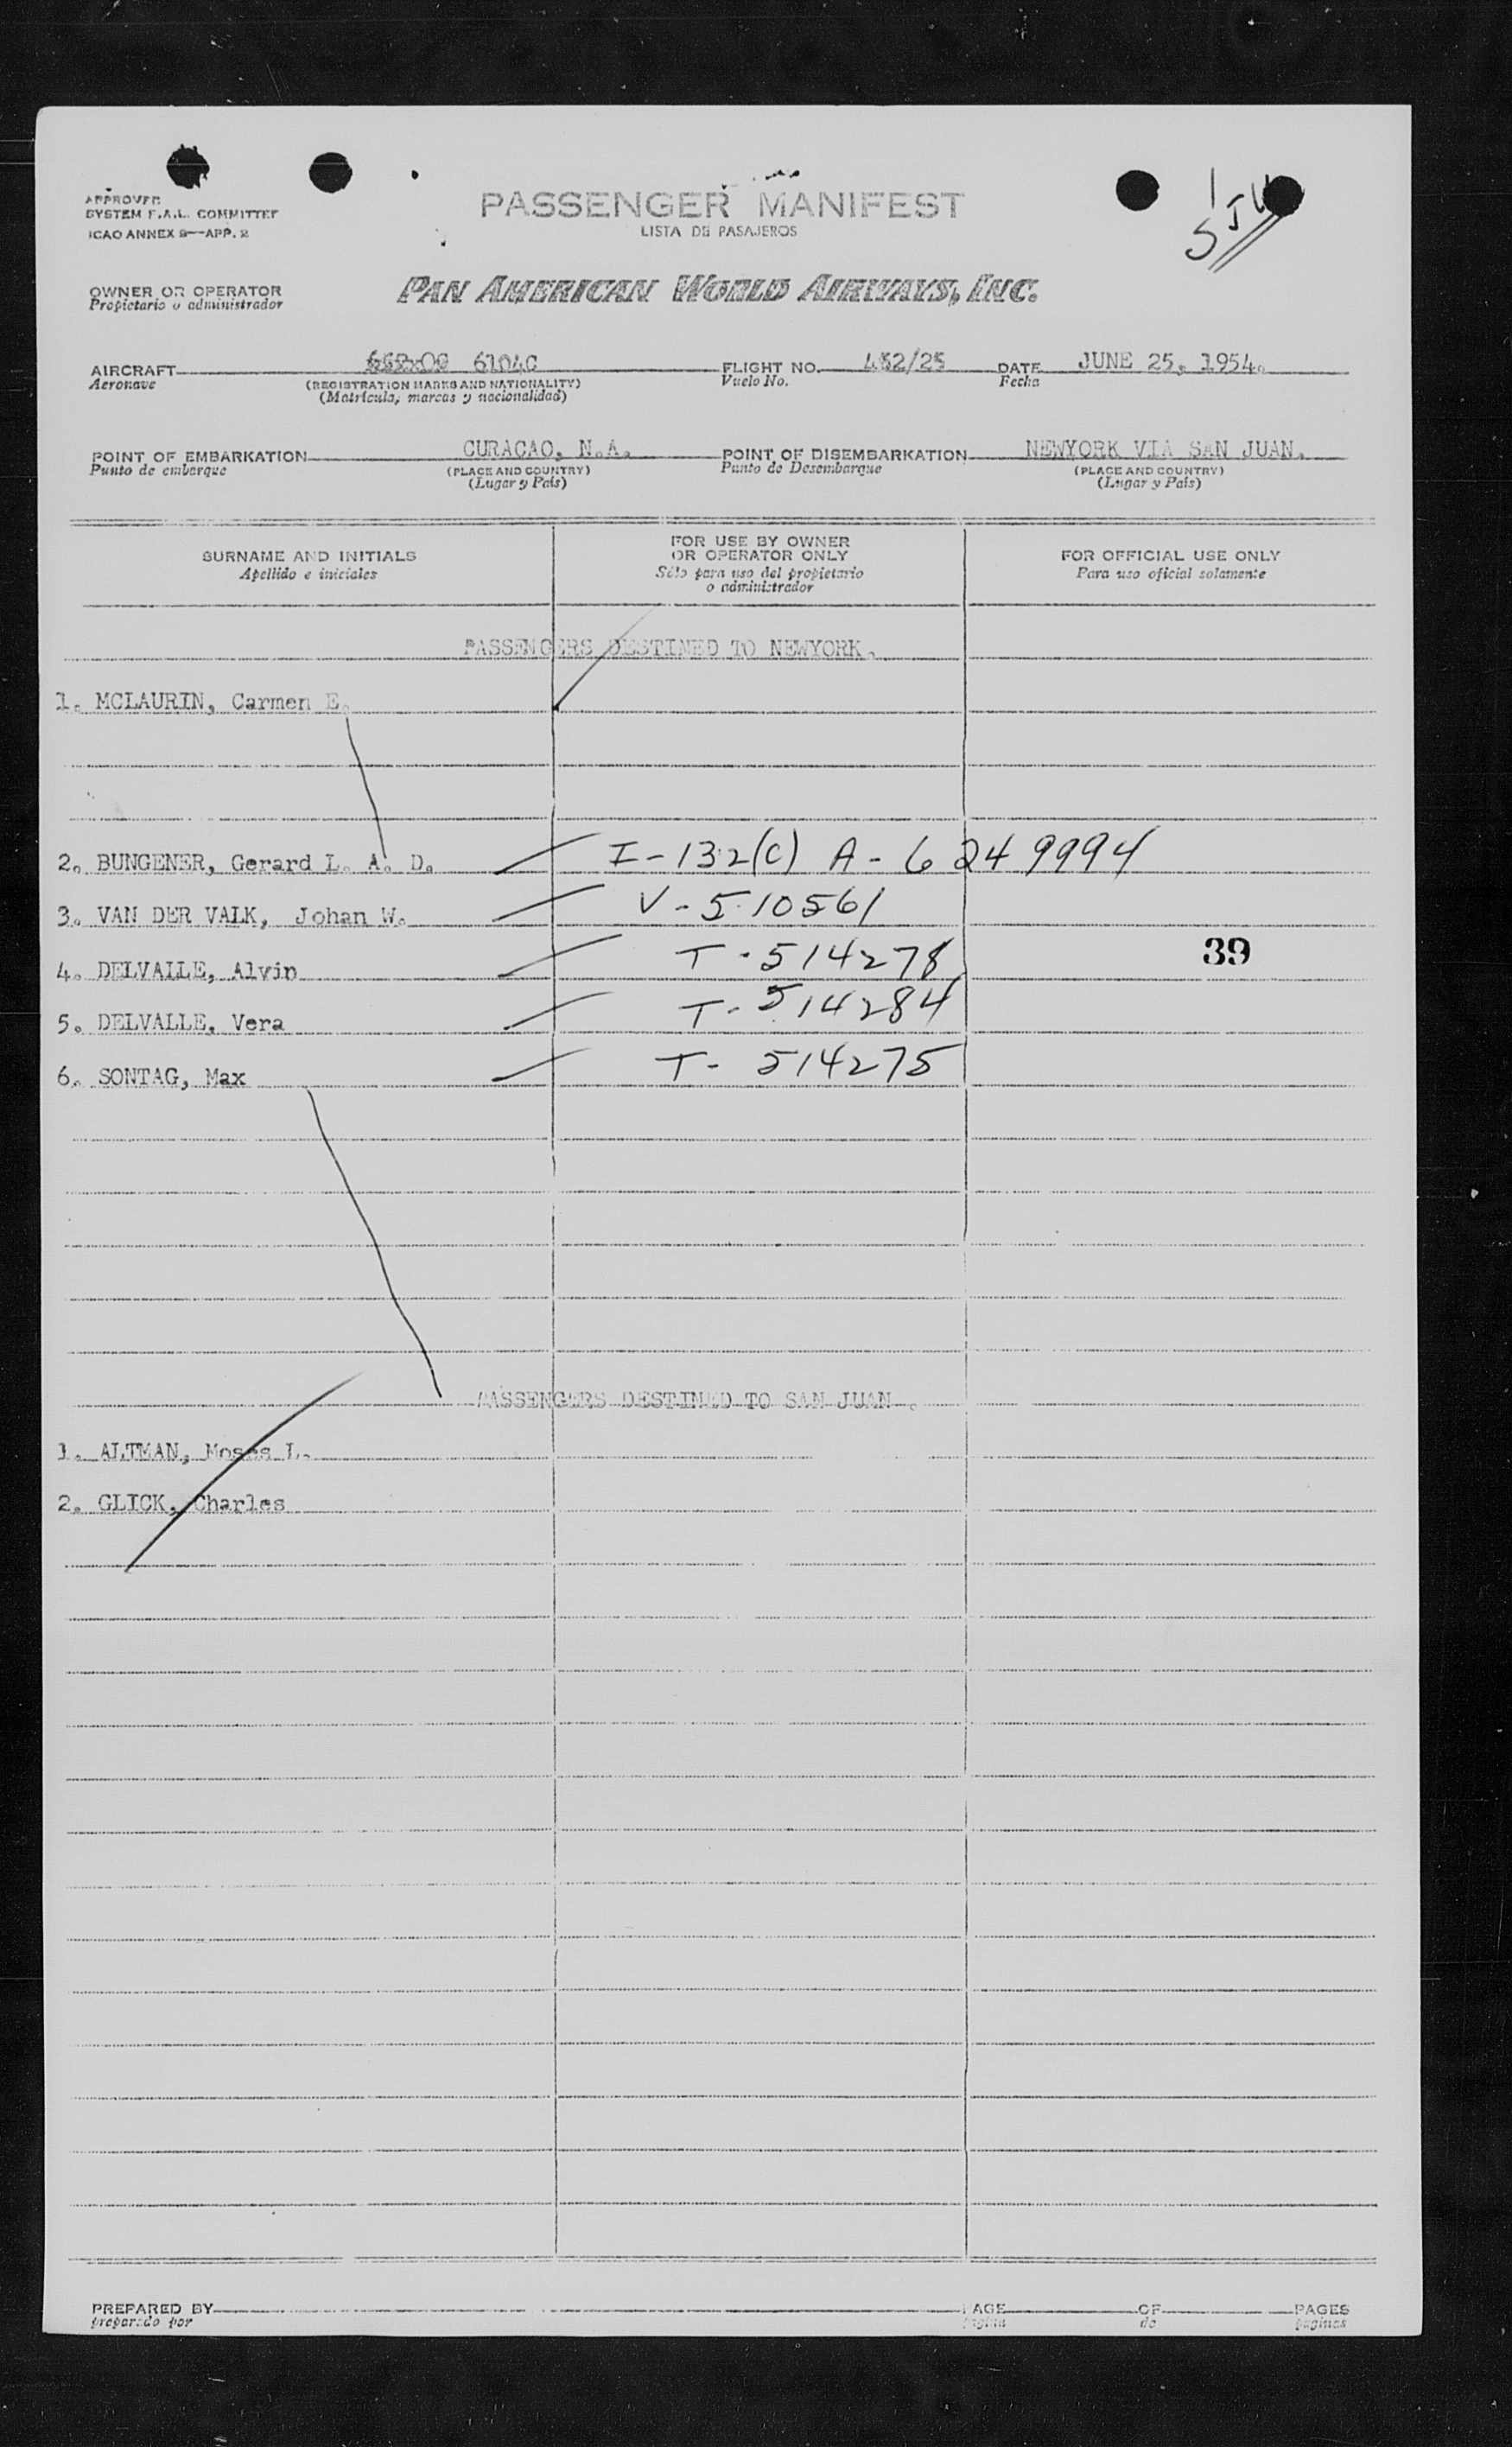 APPROVED
SYSTEM F.A.L. COMMITTEE
ICAO ANNEX 9—APP. 2
PASSENGER MANIFEST
LISTA DE PASAJEROS
OWNER OR OPERATOR
Propietario o administrador
PAN AMERICAN WORLD AIRWAYS, INC.
AIRCRAFT 6104C FLIGHT NO. 432/25 DATE JUNE 25, 1954.
Aeronave (REGISTRATION MARKS AND NATIONALITY) Vuelo No. Fecha
(Matrícula, marcas y nacionalidad)
POINT OF EMBARKATION CURACAO, N.A. POINT OF DISEMBARKATION NEWYORK VIA SAN JUAN.
Punto de embarque (PLACE AND COUNTRY) Punto de Desembarque (PLACE AND COUNTRY)
(Lugar y País) (Lugar y País)
SURNAME AND INITIALS
Apellido e iniciales
FOR USE BY OWNER
OR OPERATOR ONLY
Sólo para uso del propietario
o administrador
FOR OFFICIAL USE ONLY
Para uso oficial solamente
PASSENGERS DESTINED TO NEWYORK.
1. MCLAURIN, Carmen E.
2. BUNGENER, Gerard L. A. D. I-132(C) A-6249994
3. VAN DER VALK, Johan W. V-510561
4. DELVALLE, Alvin T-514278 39
5. DELVALLE, Vera T-514284
6. SONTAG, Max T-514275
PASSENGERS DESTINED TO SAN JUAN.
1. ALTMAN, Moses L.
2. GLICK, Charles
PREPARED BY PAGE OF PAGES
preparado por página de páginas